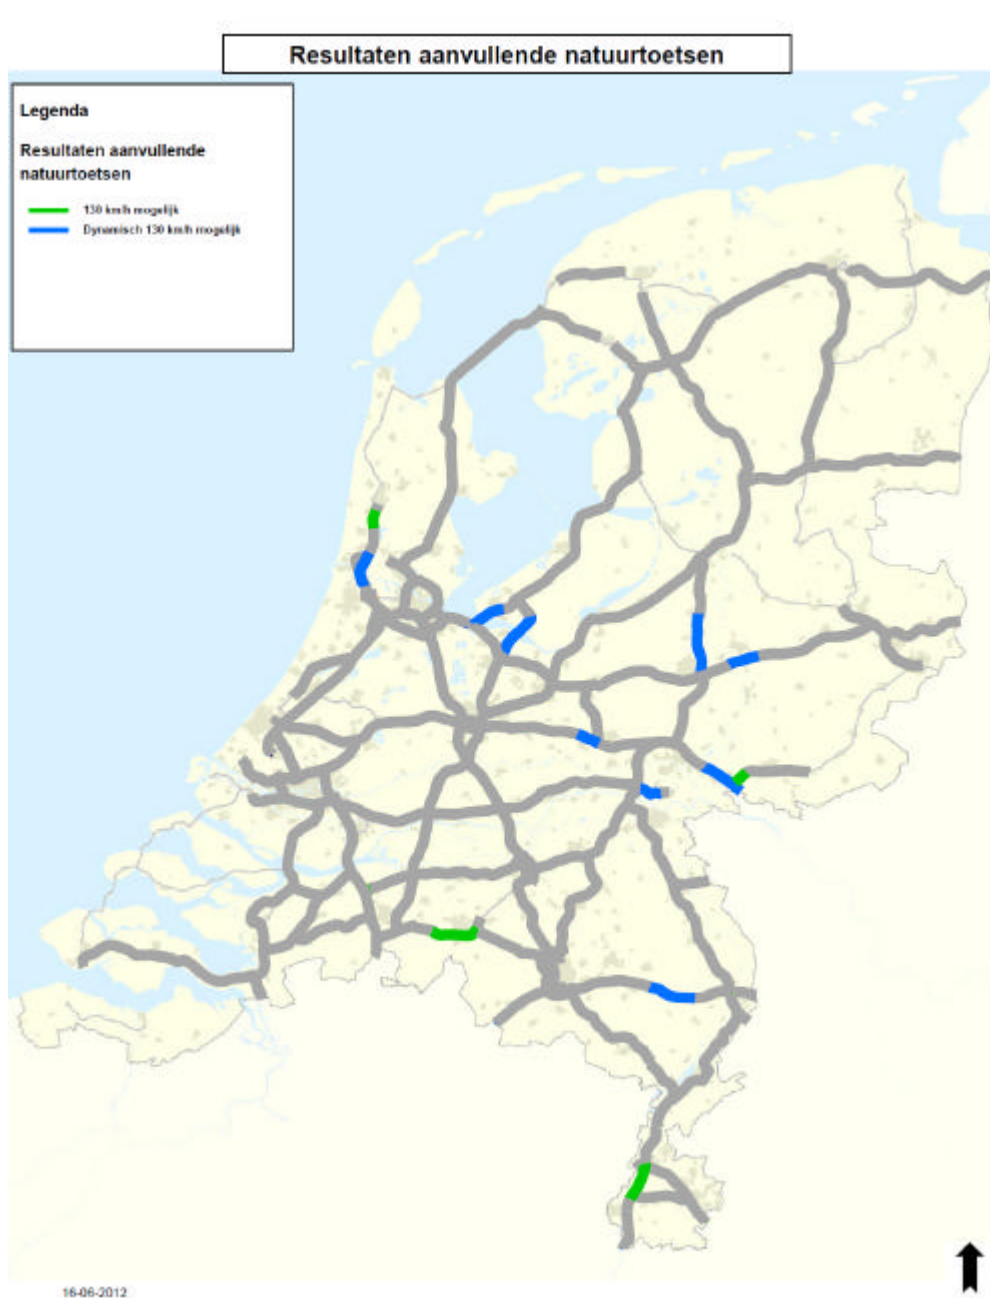 Resultaten aanvullende natuurtoetsen
Legenda
Resultaten aanvullende
natuurtoetsen
130 km/h mogelijk
Dynamisch 130 km/h mogelijk
16-06-2012